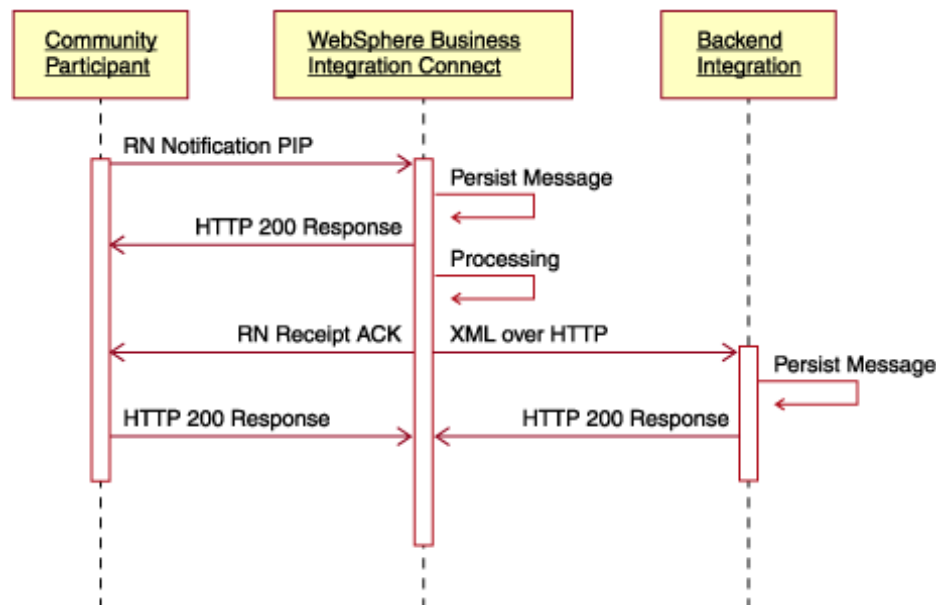 Community
Participant
WebSphere Business
Integration Connect
Backend
Integration
RN Notification PIP
Persist Message
HTTP 200 Response
Processing
RN Receipt ACK
XML over HTTP
Persist Message
HTTP 200 Response
HTTP 200 Response